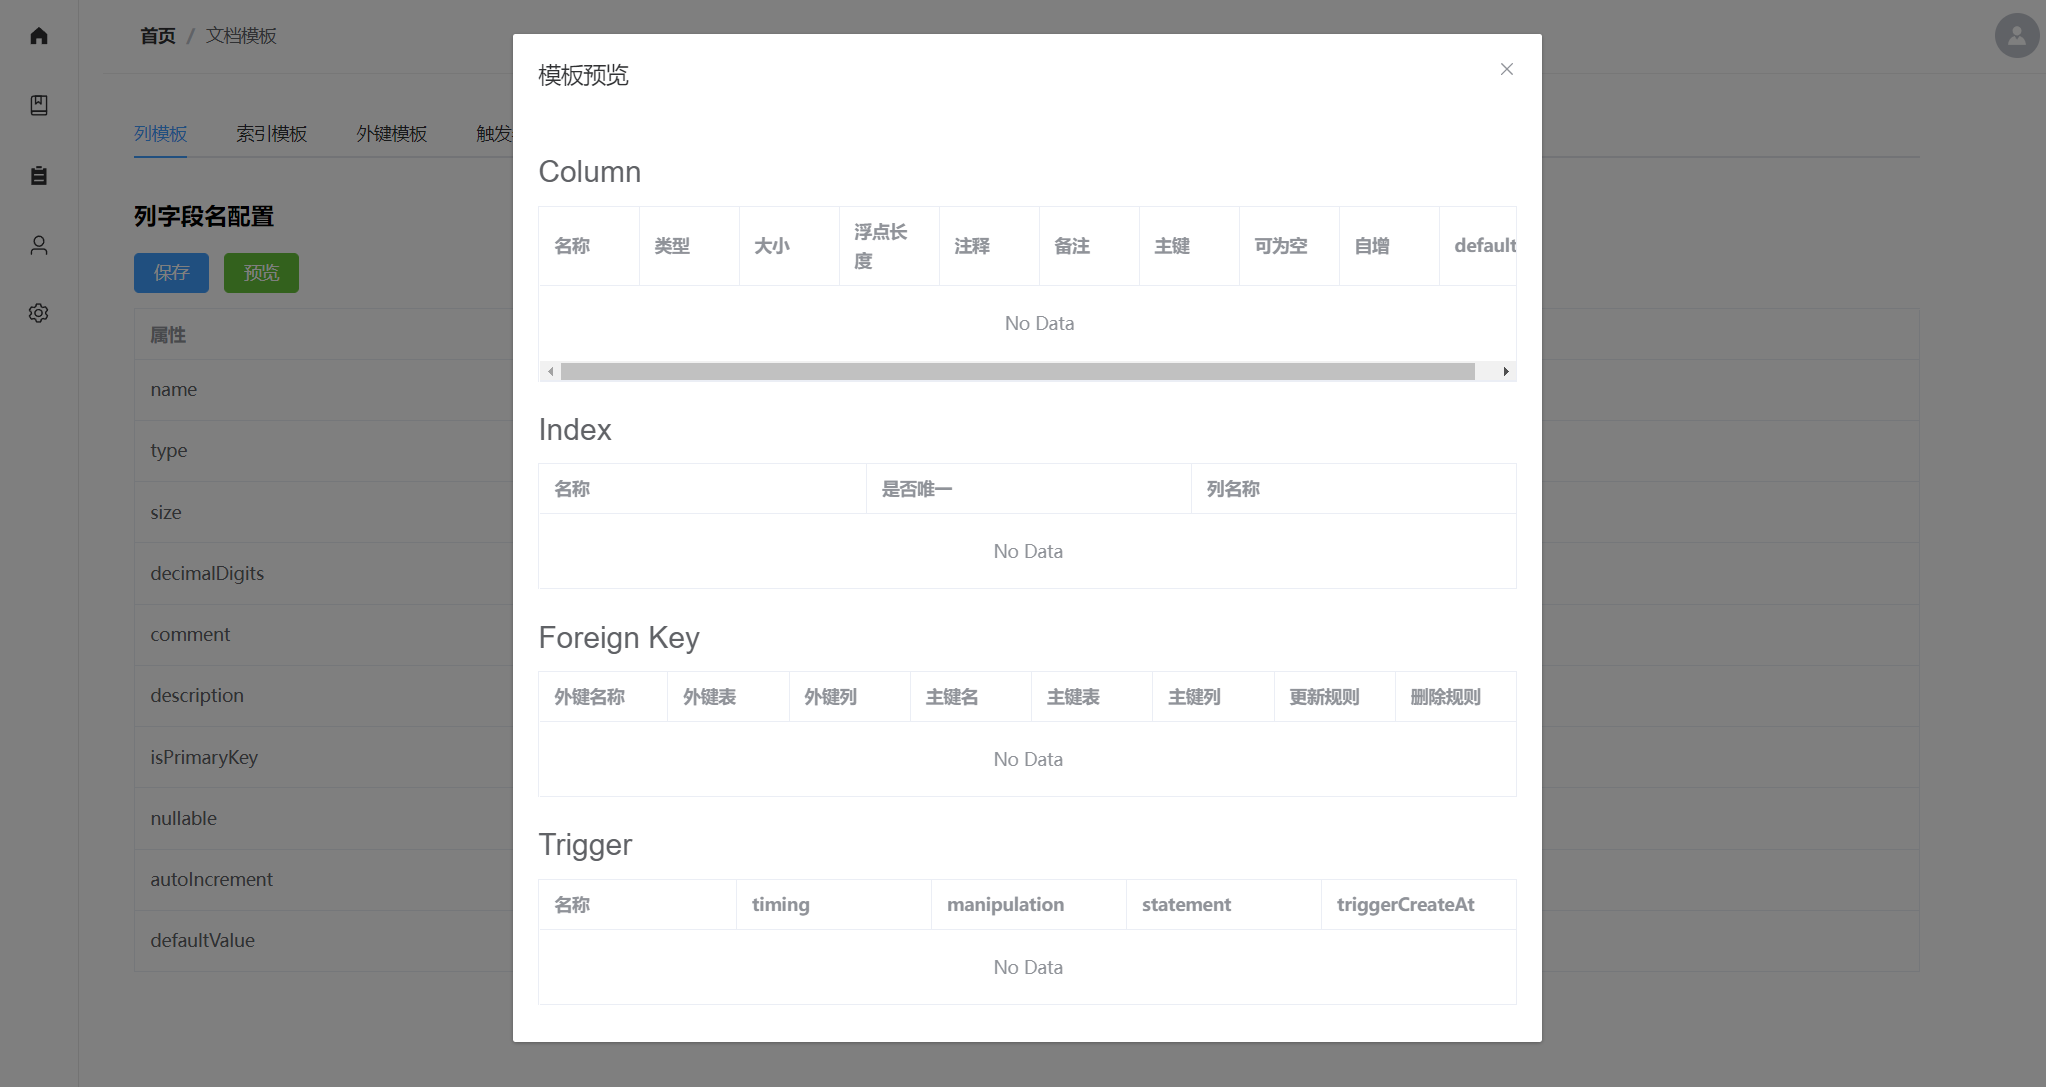 首页 / 文档模板
列模板 索引模板 外键模板 触发
列字段名配置
保存 预览
属性
name
type
size
decimalDigits
comment
description
isPrimaryKey
nullable
autoIncrement
defaultValue
模板预览
Column
名称 类型 大小 浮点长度 注释 备注 主键 可为空 自增 default
No Data
Index
名称 是否唯一 列名称
No Data
Foreign Key
外键名称 外键表 外键列 主键名 主键表 主键列 更新规则 删除规则
No Data
Trigger
名称 timing manipulation statement triggerCreateAt
No Data